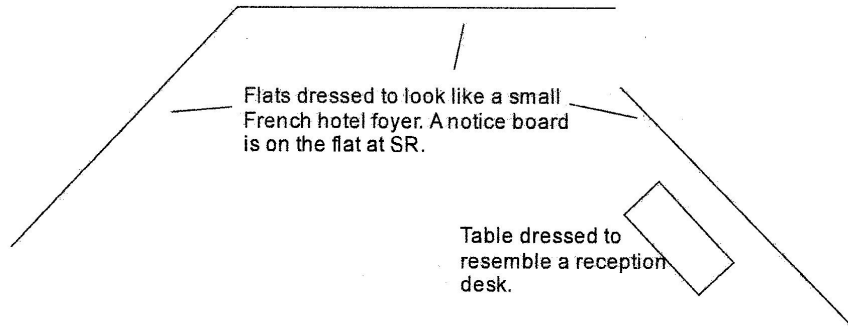 Flats dressed to look like a small
French hotel foyer. A notice board
is on the flat at SR.
Table dressed to
resemble a reception
desk.